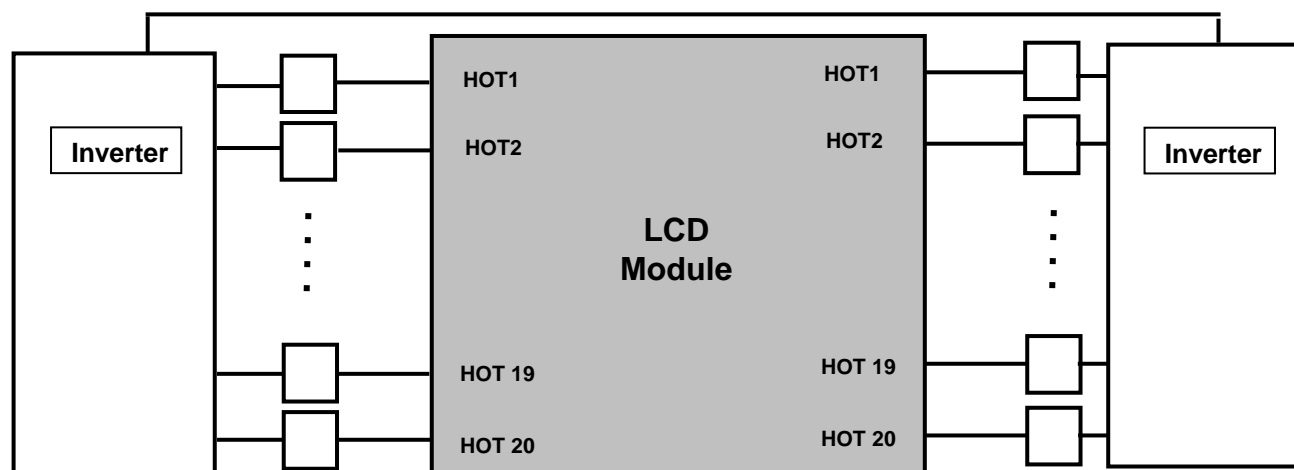 HOT1
HOT1
HOT2
HOT2
Inverter
Inverter
LCD
Module
HOT 19
HOT 19
HOT 20
HOT 20